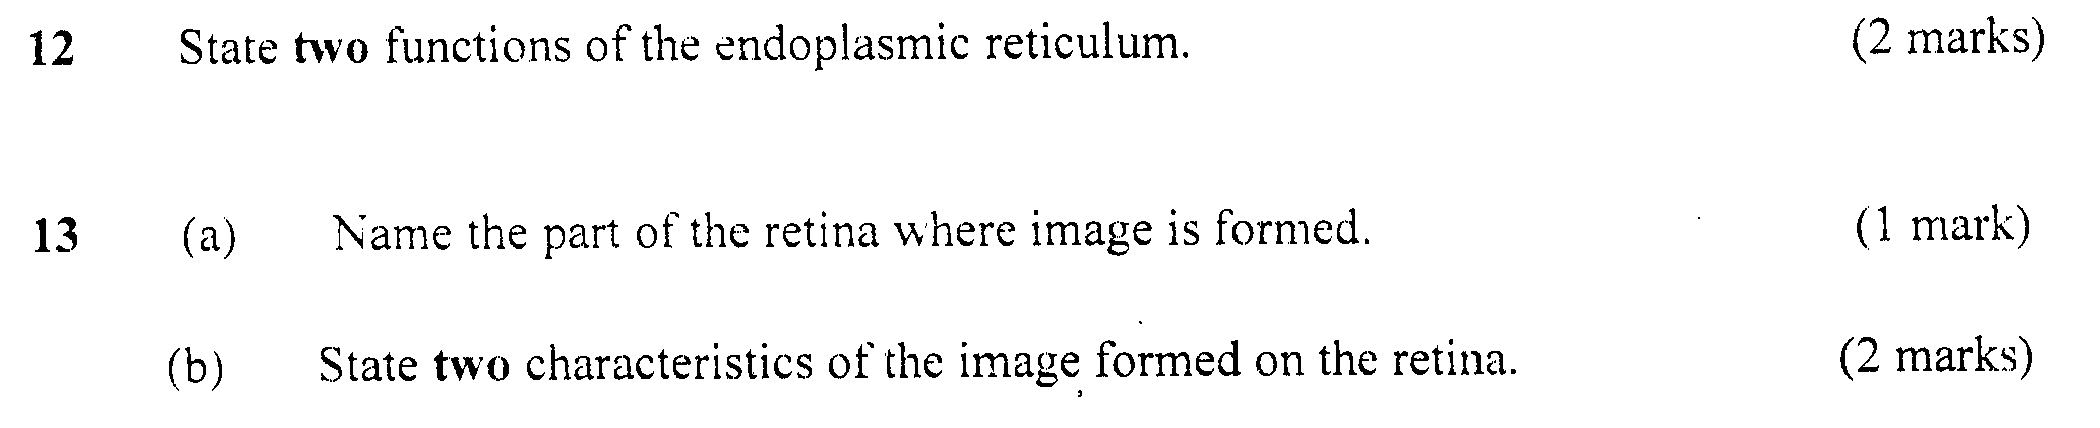 12 State two functions of the endoplasmic reticulum. (2 marks)
13 (a) Name the part of the retina where image is formed. (1 mark)
(b) State two characteristics of the image formed on the retina. (2 marks)